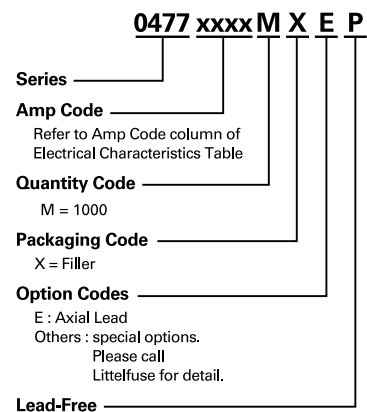 0477 xxxx M X E P
Series
Amp Code
Refer to Amp Code column of
Electrical Characteristics Table
Quantity Code
M = 1000
Packaging Code
X = Filler
Option Codes
E : Axial Lead
Others : special options.
Please call
Littelfuse for detail.
Lead-Free